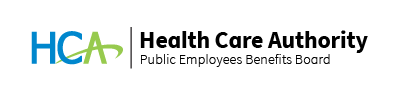 HCA
Health Care Authority
Public Employees Benefits Board